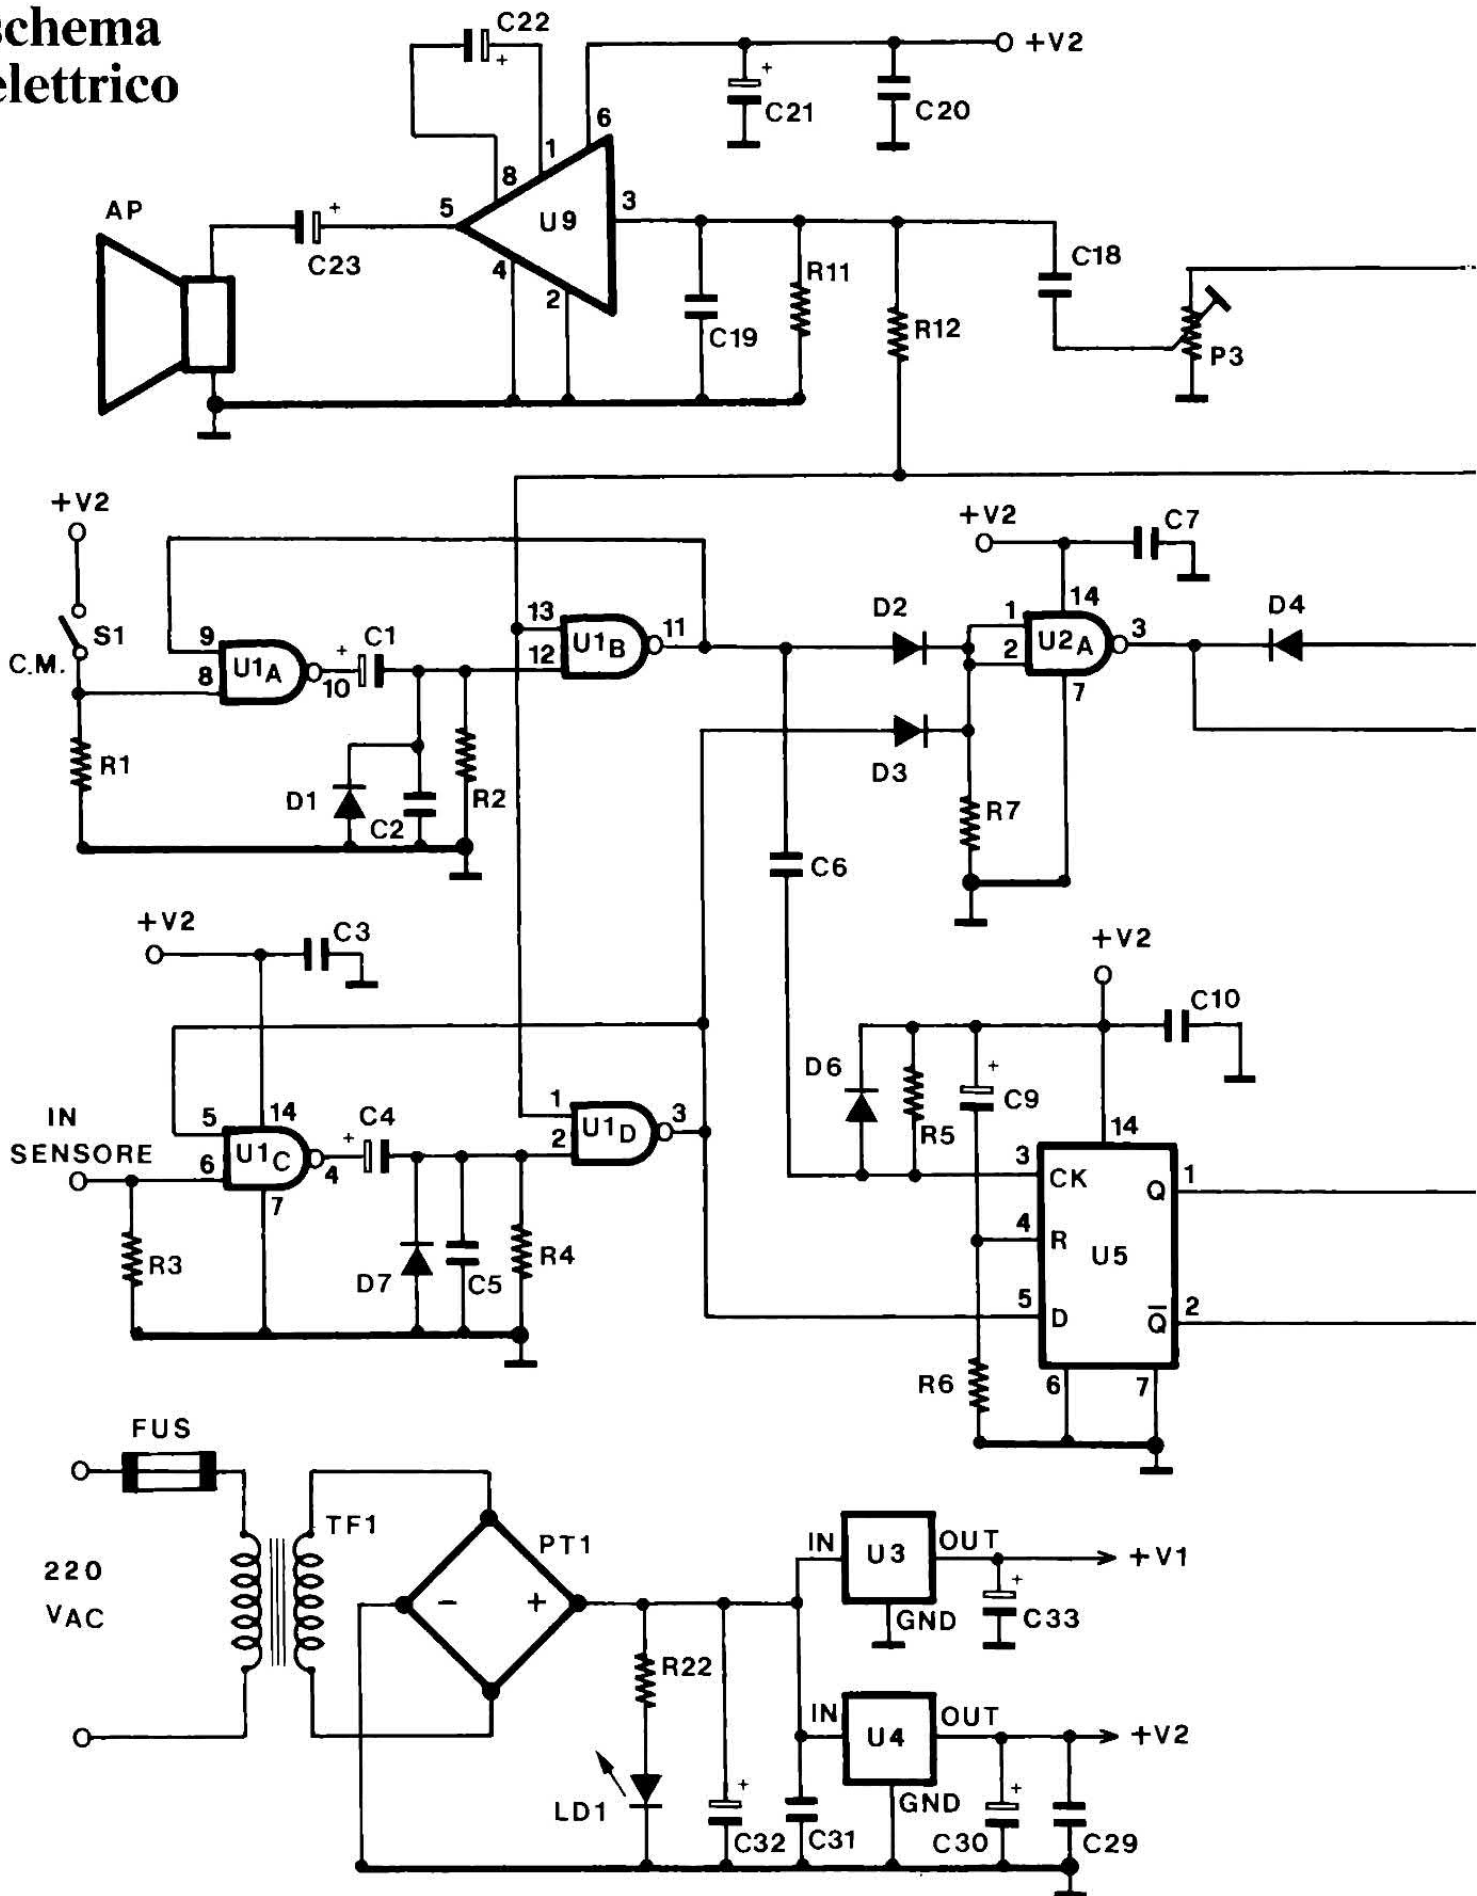 schema
elettrico
C22
+
+V2
+
C21
C20
6
1
8
3
AP
5
U9
+
C23
4
2
C19
R11
R12
C18
P3
+V2
S1
C.M.
9
8
U1A
10
+
C1
13
12
U1B
11
D2
+V2
C7
14
1
2
U2A
3
D4
7
R1
D1
C2
R2
D3
R7
C6
+V2
C3
+V2
C10
D6
R5
+
C9
IN
SENSORE
5
6
14
U1C
4
7
+
C4
1
2
U1D
3
14
3
CK
Q
1
4
R
U5
5
D
Q̅
2
6
7
R3
D7
C5
R4
R6
FUS
TF1
PT1
220
VAC
-
+
IN
U3
OUT
+V1
GND
+
C33
R22
IN
U4
OUT
+V2
GND
LD1
+
C32
C31
+
C30
C29